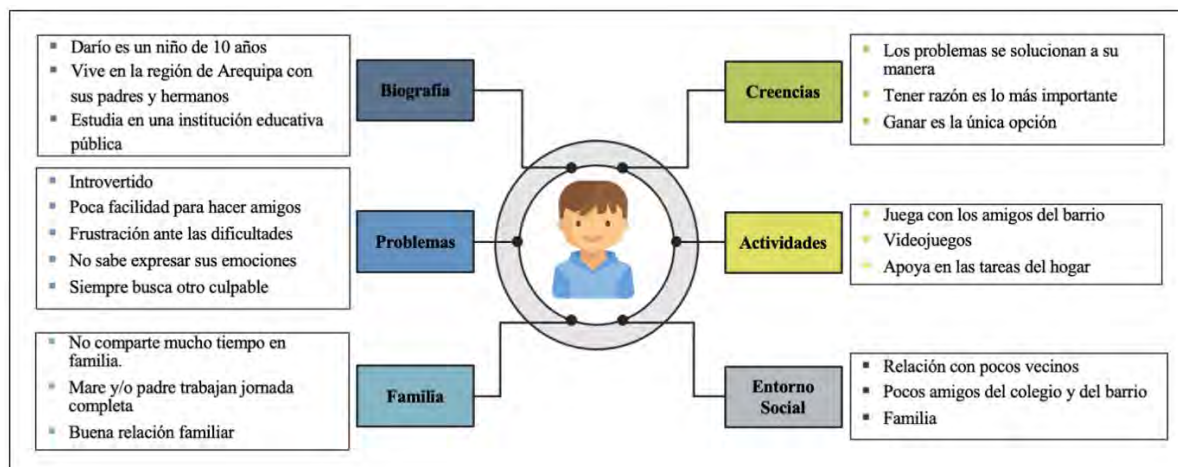 Darío es un niño de 10 años
Vive en la región de Arequipa con
sus padres y hermanos
Estudia en una institución educativa
pública
Biografía
Introvertido
Poca facilidad para hacer amigos
Frustración ante las dificultades
No sabe expresar sus emociones
Siempre busca otro culpable
Problemas
No comparte mucho tiempo en
familia.
Mare y/o padre trabajan jornada
completa
Buena relación familiar
Familia
Creencias
Los problemas se solucionan a su
manera
Tener razón es lo más importante
Ganar es la única opción
Actividades
Juega con los amigos del barrio
Videojuegos
Apoya en las tareas del hogar
Entorno
Social
Relación con pocos vecinos
Pocos amigos del colegio y del barrio
Familia